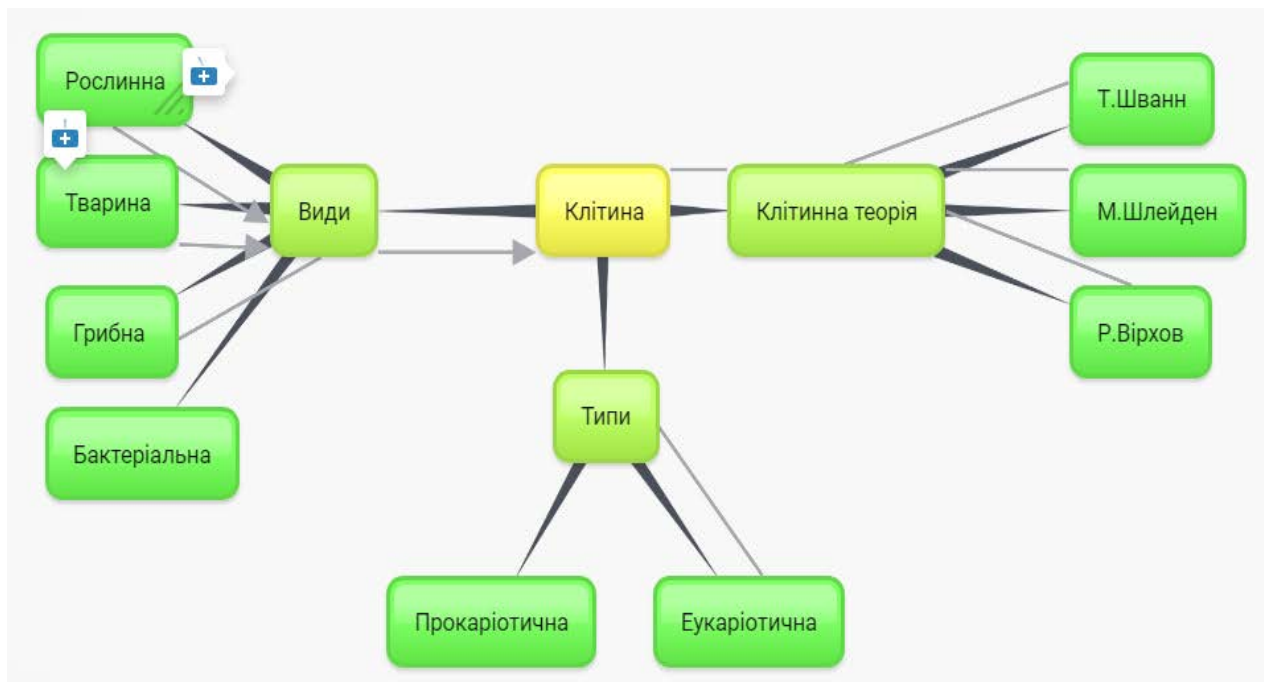 Рослинна
Тварина
Грибна
Бактеріальна
Види
Клітина
Клітинна теорія
Т.Шванн
М.Шлейден
Р.Вірхов
Типи
Прокаріотична
Еукаріотична